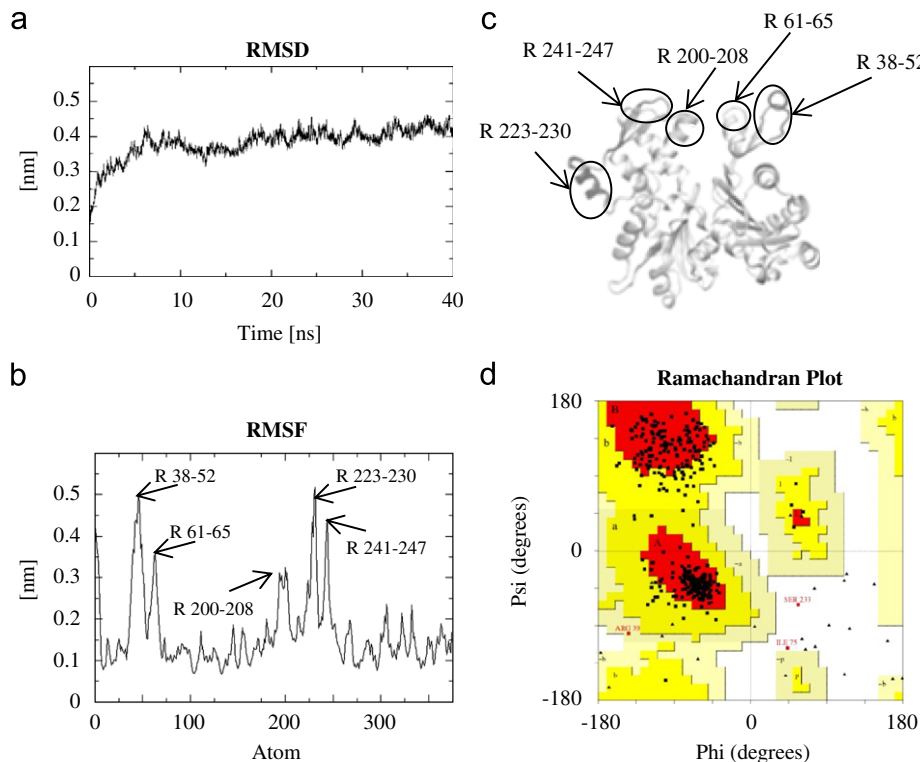 a
RMSD
[nm]
0.5
0.4
0.3
0.2
0.1
0
0 10 20 30 40
Time [ns]
b
RMSF
[nm]
0.5
0.4
0.3
0.2
0.1
0
R 38-52
R 61-65
R 200-208
R 223-230
R 241-247
0 100 200 300
Atom
c
R 61-65
R 241-247
R 200-208
R 38-52
R 223-230
d
Ramachandran Plot
Psi (degrees)
180
0
-180
B
b
~b
~l
l
a
A
~a
SER 233
ARG 39
ILE 75
~b
b
~p
p
~b
-180 0 180
Phi (degrees)